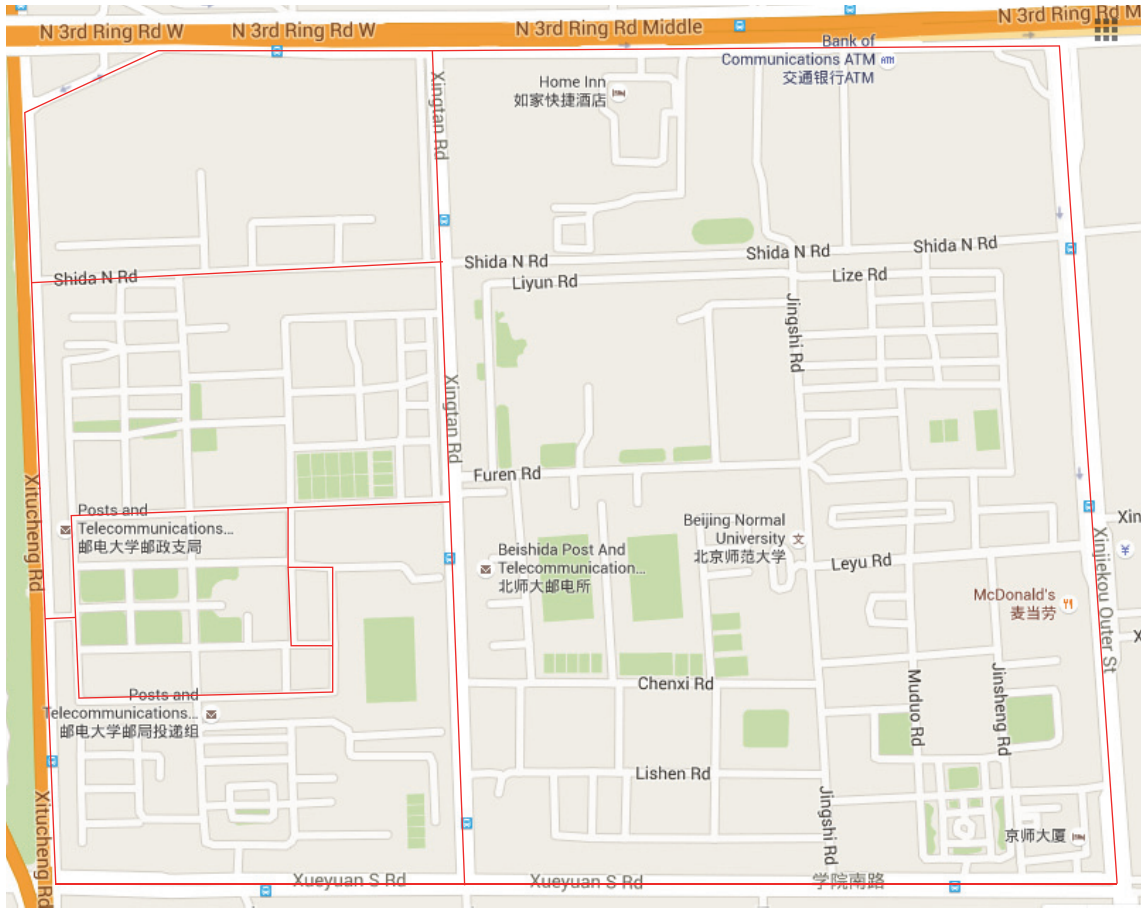 N 3rd Ring Rd W
N 3rd Ring Rd W
N 3rd Ring Rd Middle
N 3rd Ring Rd M
Bank of
Communications ATM
交通银行ATM
ATM
Home Inn
如家快捷酒店
Xingtan Rd
Shida N Rd
Shida N Rd
Shida N Rd
Shida N Rd
Liyun Rd
Lize Rd
Jingshi Rd
Xingtan Rd
Furen Rd
Xitucheng Rd
Posts and
Telecommunications...
邮电大学邮政支局
Beishida Post And
Telecommunication...
北师大邮电所
Beijing Normal
University
北京师范大学
文
Leyu Rd
Xin
¥
Xinjiekou Outer St
McDonald's
麦当劳
X
Chenxi Rd
Muduo Rd
Jinsheng Rd
Posts and
Telecommunications...
邮电大学邮局投递组
Lishen Rd
Jingshi Rd
京师大厦
Xitucheng Rd
Xueyuan S Rd
Xueyuan S Rd
学院南路